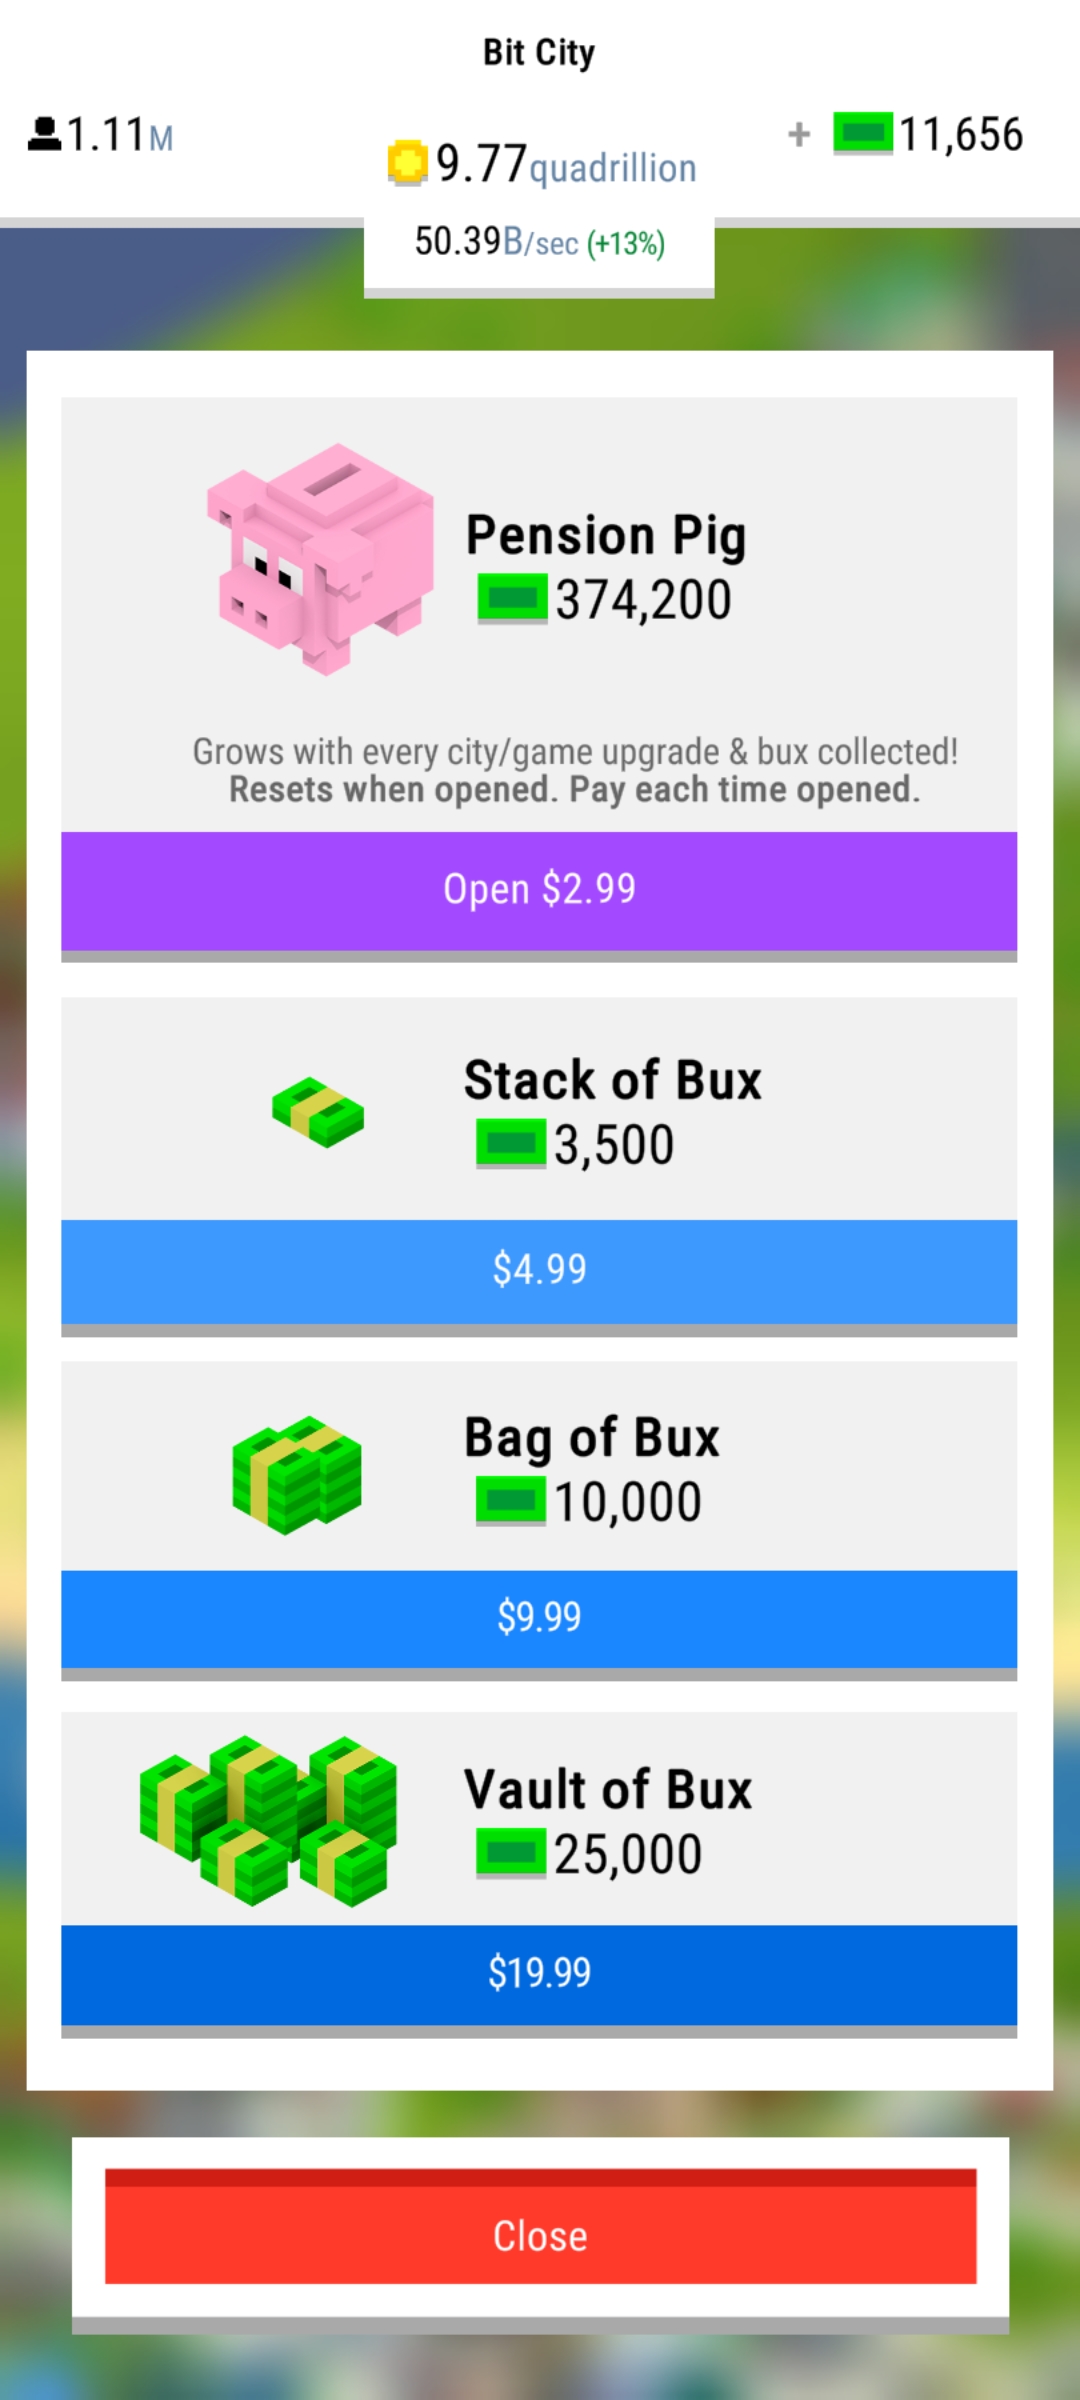 Bit City
1.11M
+ 11,656
9.77quadrillion
50.39B/sec (+13%)
Pension Pig
374,200
Grows with every city/game upgrade & bux collected!
Resets when opened. Pay each time opened.
Open $2.99
Stack of Bux
3,500
$4.99
Bag of Bux
10,000
$9.99
Vault of Bux
25,000
$19.99
Close